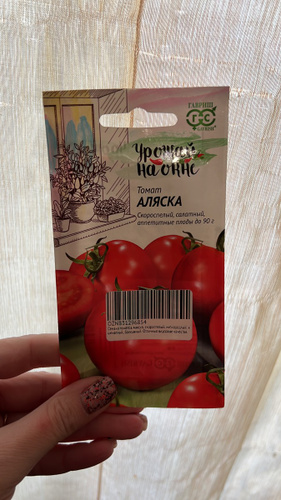 ГАВРИШ
Урожай
на окне
Томат
АЛЯСКА
Скороспелый, салатный,
аппетитные плоды до 90 г